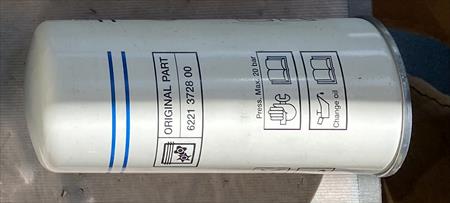 ORIGINAL PART
6221 3728 00
Press. Max. 20 bar
Change oil